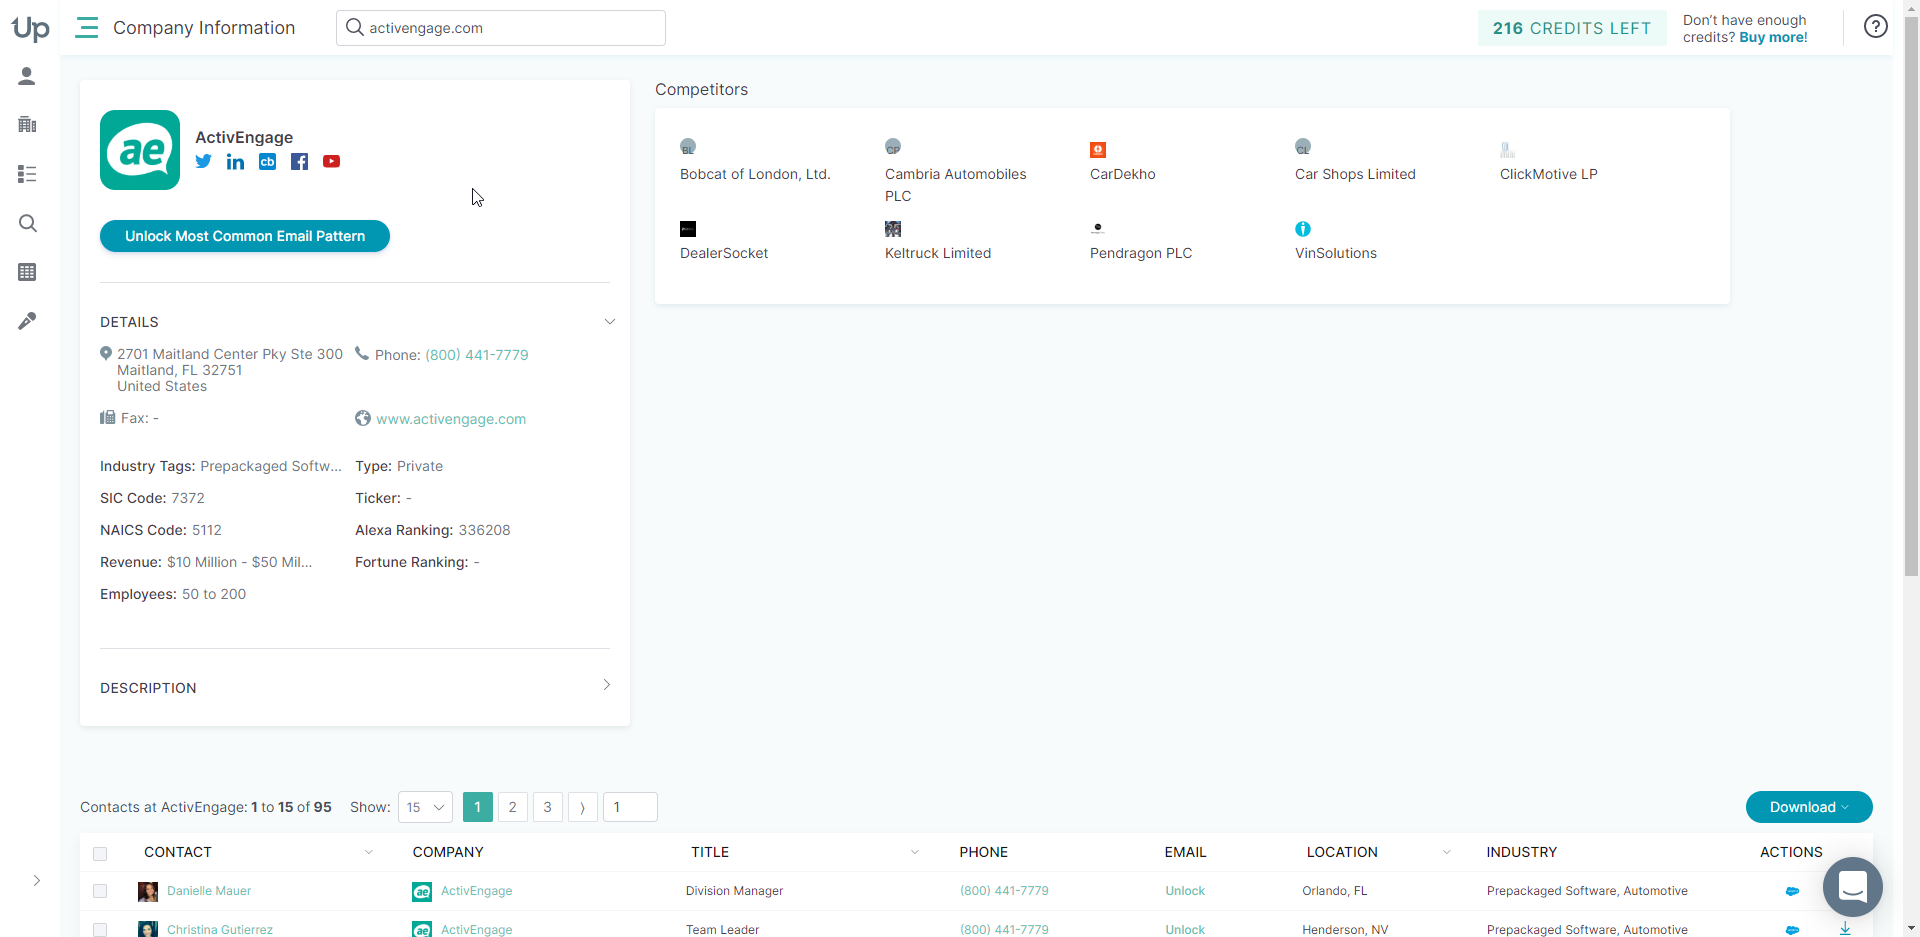 Up
Company Information
activengage.com
216 CREDITS LEFT
Don't have enough
credits? Buy more!
?
ae
ActivEngage
cb
Unlock Most Common Email Pattern
DETAILS
2701 Maitland Center Pky Ste 300
Maitland, FL 32751
United States
Phone: (800) 441-7779
Fax: -
www.activengage.com
Industry Tags: Prepackaged Softw...
Type: Private
SIC Code: 7372
Ticker: -
NAICS Code: 5112
Alexa Ranking: 336208
Revenue: $10 Million - $50 Mil...
Fortune Ranking: -
Employees: 50 to 200
DESCRIPTION
Competitors
BL
Bobcat of London, Ltd.
CP
Cambria Automobiles
PLC
CarDekho
CL
Car Shops Limited
ClickMotive LP
DealerSocket
Keltruck Limited
Pendragon PLC
VinSolutions
Contacts at ActivEngage: 1 to 15 of 95 Show: 15 1 2 3 ⟩ 1
Download
CONTACT COMPANY TITLE PHONE EMAIL LOCATION INDUSTRY ACTIONS
Danielle Mauer ae ActivEngage Division Manager (800) 441-7779 Unlock Orlando, FL Prepackaged Software, Automotive
Christina Gutierrez ae ActivEngage Team Leader (800) 441-7779 Unlock Henderson, NV Prepackaged Software, Automotive